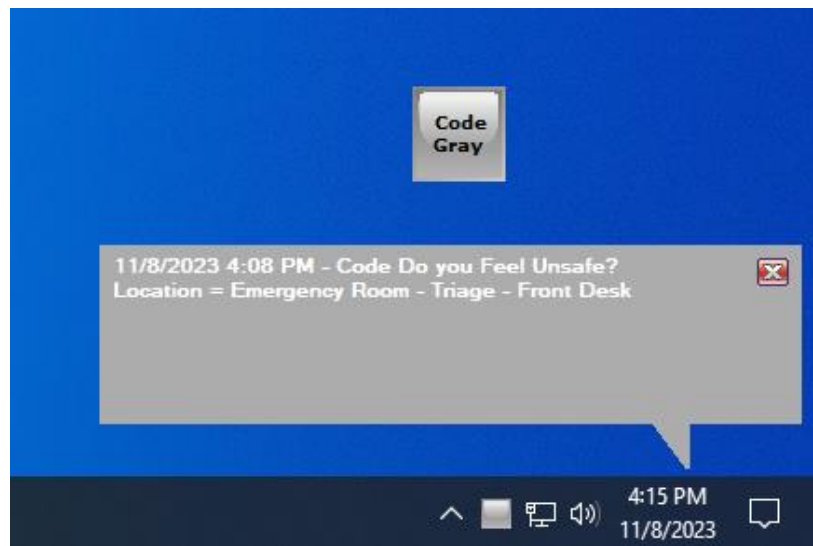 Code
Gray
11/8/2023 4:08 PM - Code Do you Feel Unsafe?
Location = Emergency Room - Triage - Front Desk
4:15 PM
11/8/2023